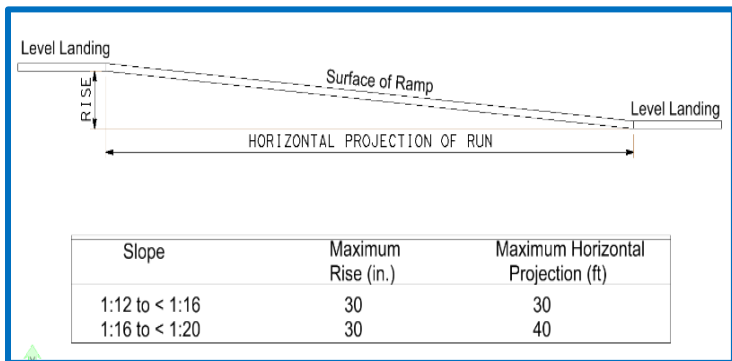 Level Landing
Surface of Ramp
RISE
Level Landing
HORIZONTAL PROJECTION OF RUN
Slope Maximum Rise (in.) Maximum Horizontal Projection (ft)
1:12 to < 1:16 30 30
1:16 to < 1:20 30 40